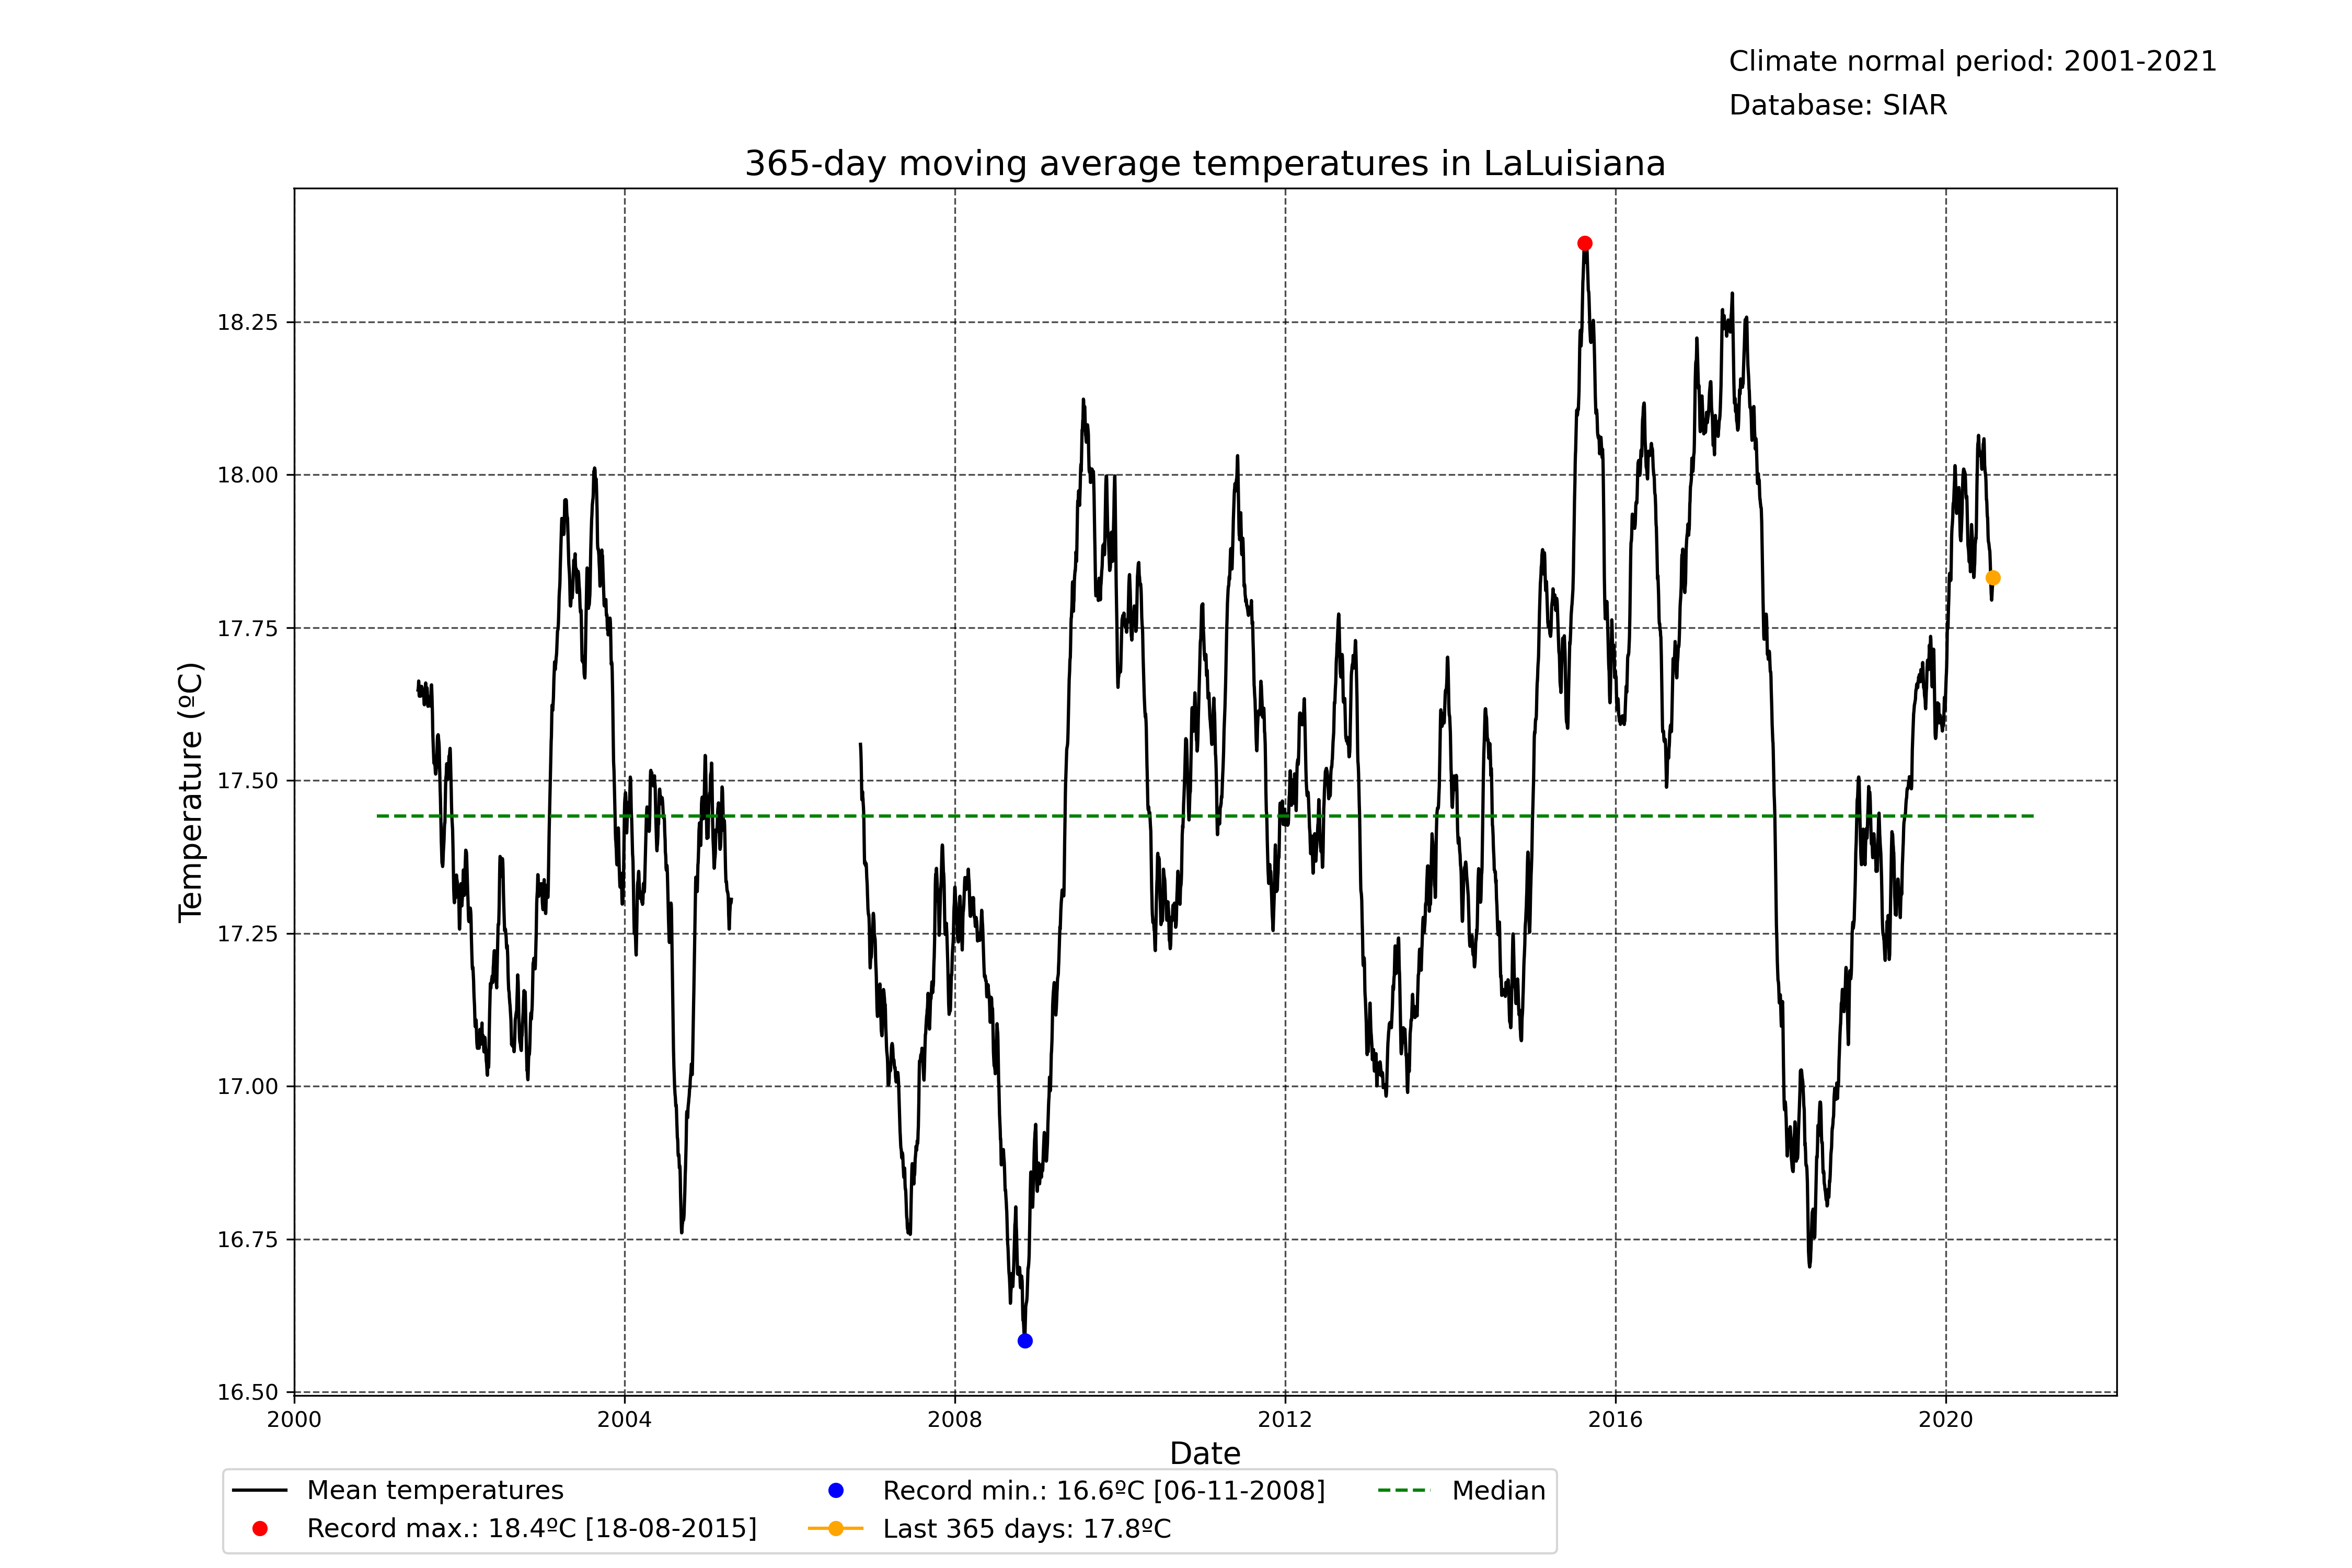 Climate normal period: 2001-2021
Database: SIAR
365-day moving average temperatures in LaLuisiana
Temperature (ºC)
18.25
18.00
17.75
17.50
17.25
17.00
16.75
16.50
2000 2004 2008 2012 2016 2020
Date
Mean temperatures
Record max.: 18.4ºC [18-08-2015]
Record min.: 16.6ºC [06-11-2008]
Last 365 days: 17.8ºC
Median